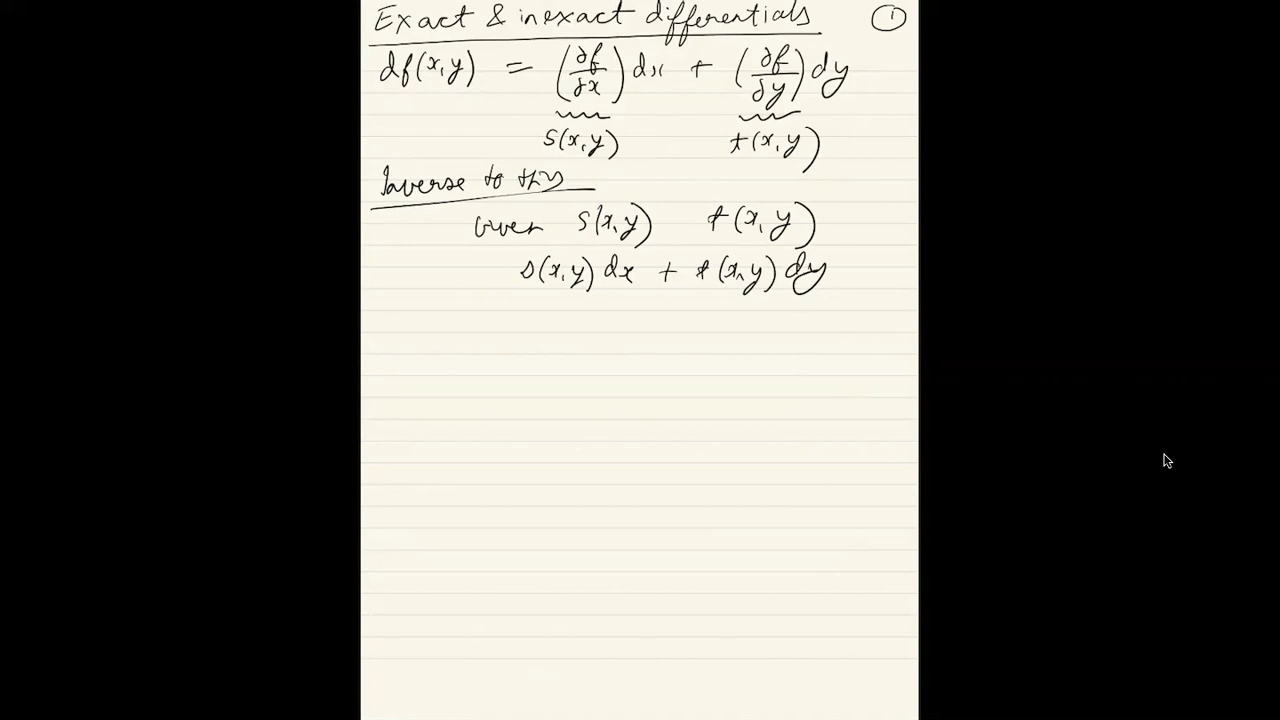 Exact & inexact differentials ①
df(x,y) = (∂f/∂x) dx + (∂f/∂y) dy
s(x,y) t(x,y)
Inverse to this
Given s(x,y) t(x,y)
s(x,y) dx + t(x,y) dy